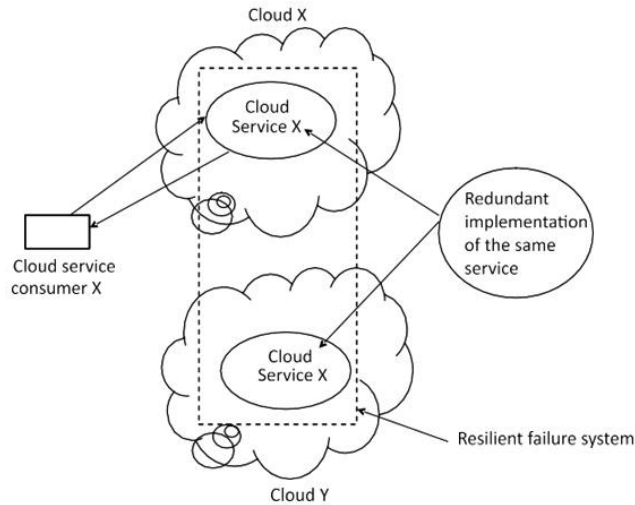 Cloud X
Cloud
Service X
Redundant
implementation
of the same
service
Cloud service
consumer X
Cloud
Service X
Resilient failure system
Cloud Y